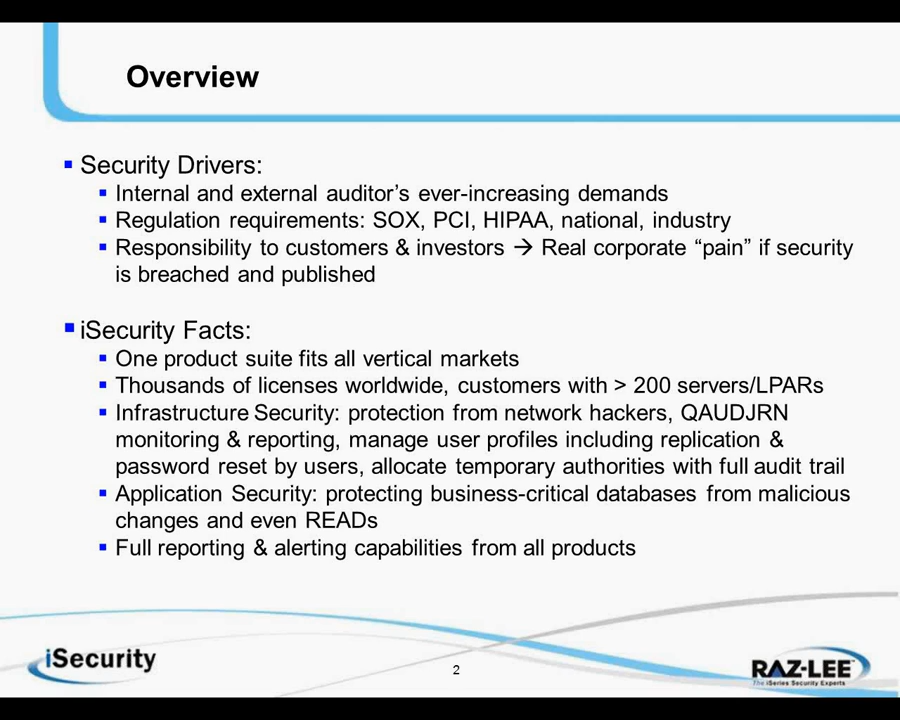 Overview
▪ Security Drivers:
▪ Internal and external auditor’s ever-increasing demands
▪ Regulation requirements: SOX, PCI, HIPAA, national, industry
▪ Responsibility to customers & investors → Real corporate “pain” if security
is breached and published
▪ iSecurity Facts:
▪ One product suite fits all vertical markets
▪ Thousands of licenses worldwide, customers with > 200 servers/LPARs
▪ Infrastructure Security: protection from network hackers, QAUDJRN
monitoring & reporting, manage user profiles including replication &
password reset by users, allocate temporary authorities with full audit trail
▪ Application Security: protecting business-critical databases from malicious
changes and even READs
▪ Full reporting & alerting capabilities from all products
iSecurity
2
RAZ-LEE™
The iSeries Security Experts